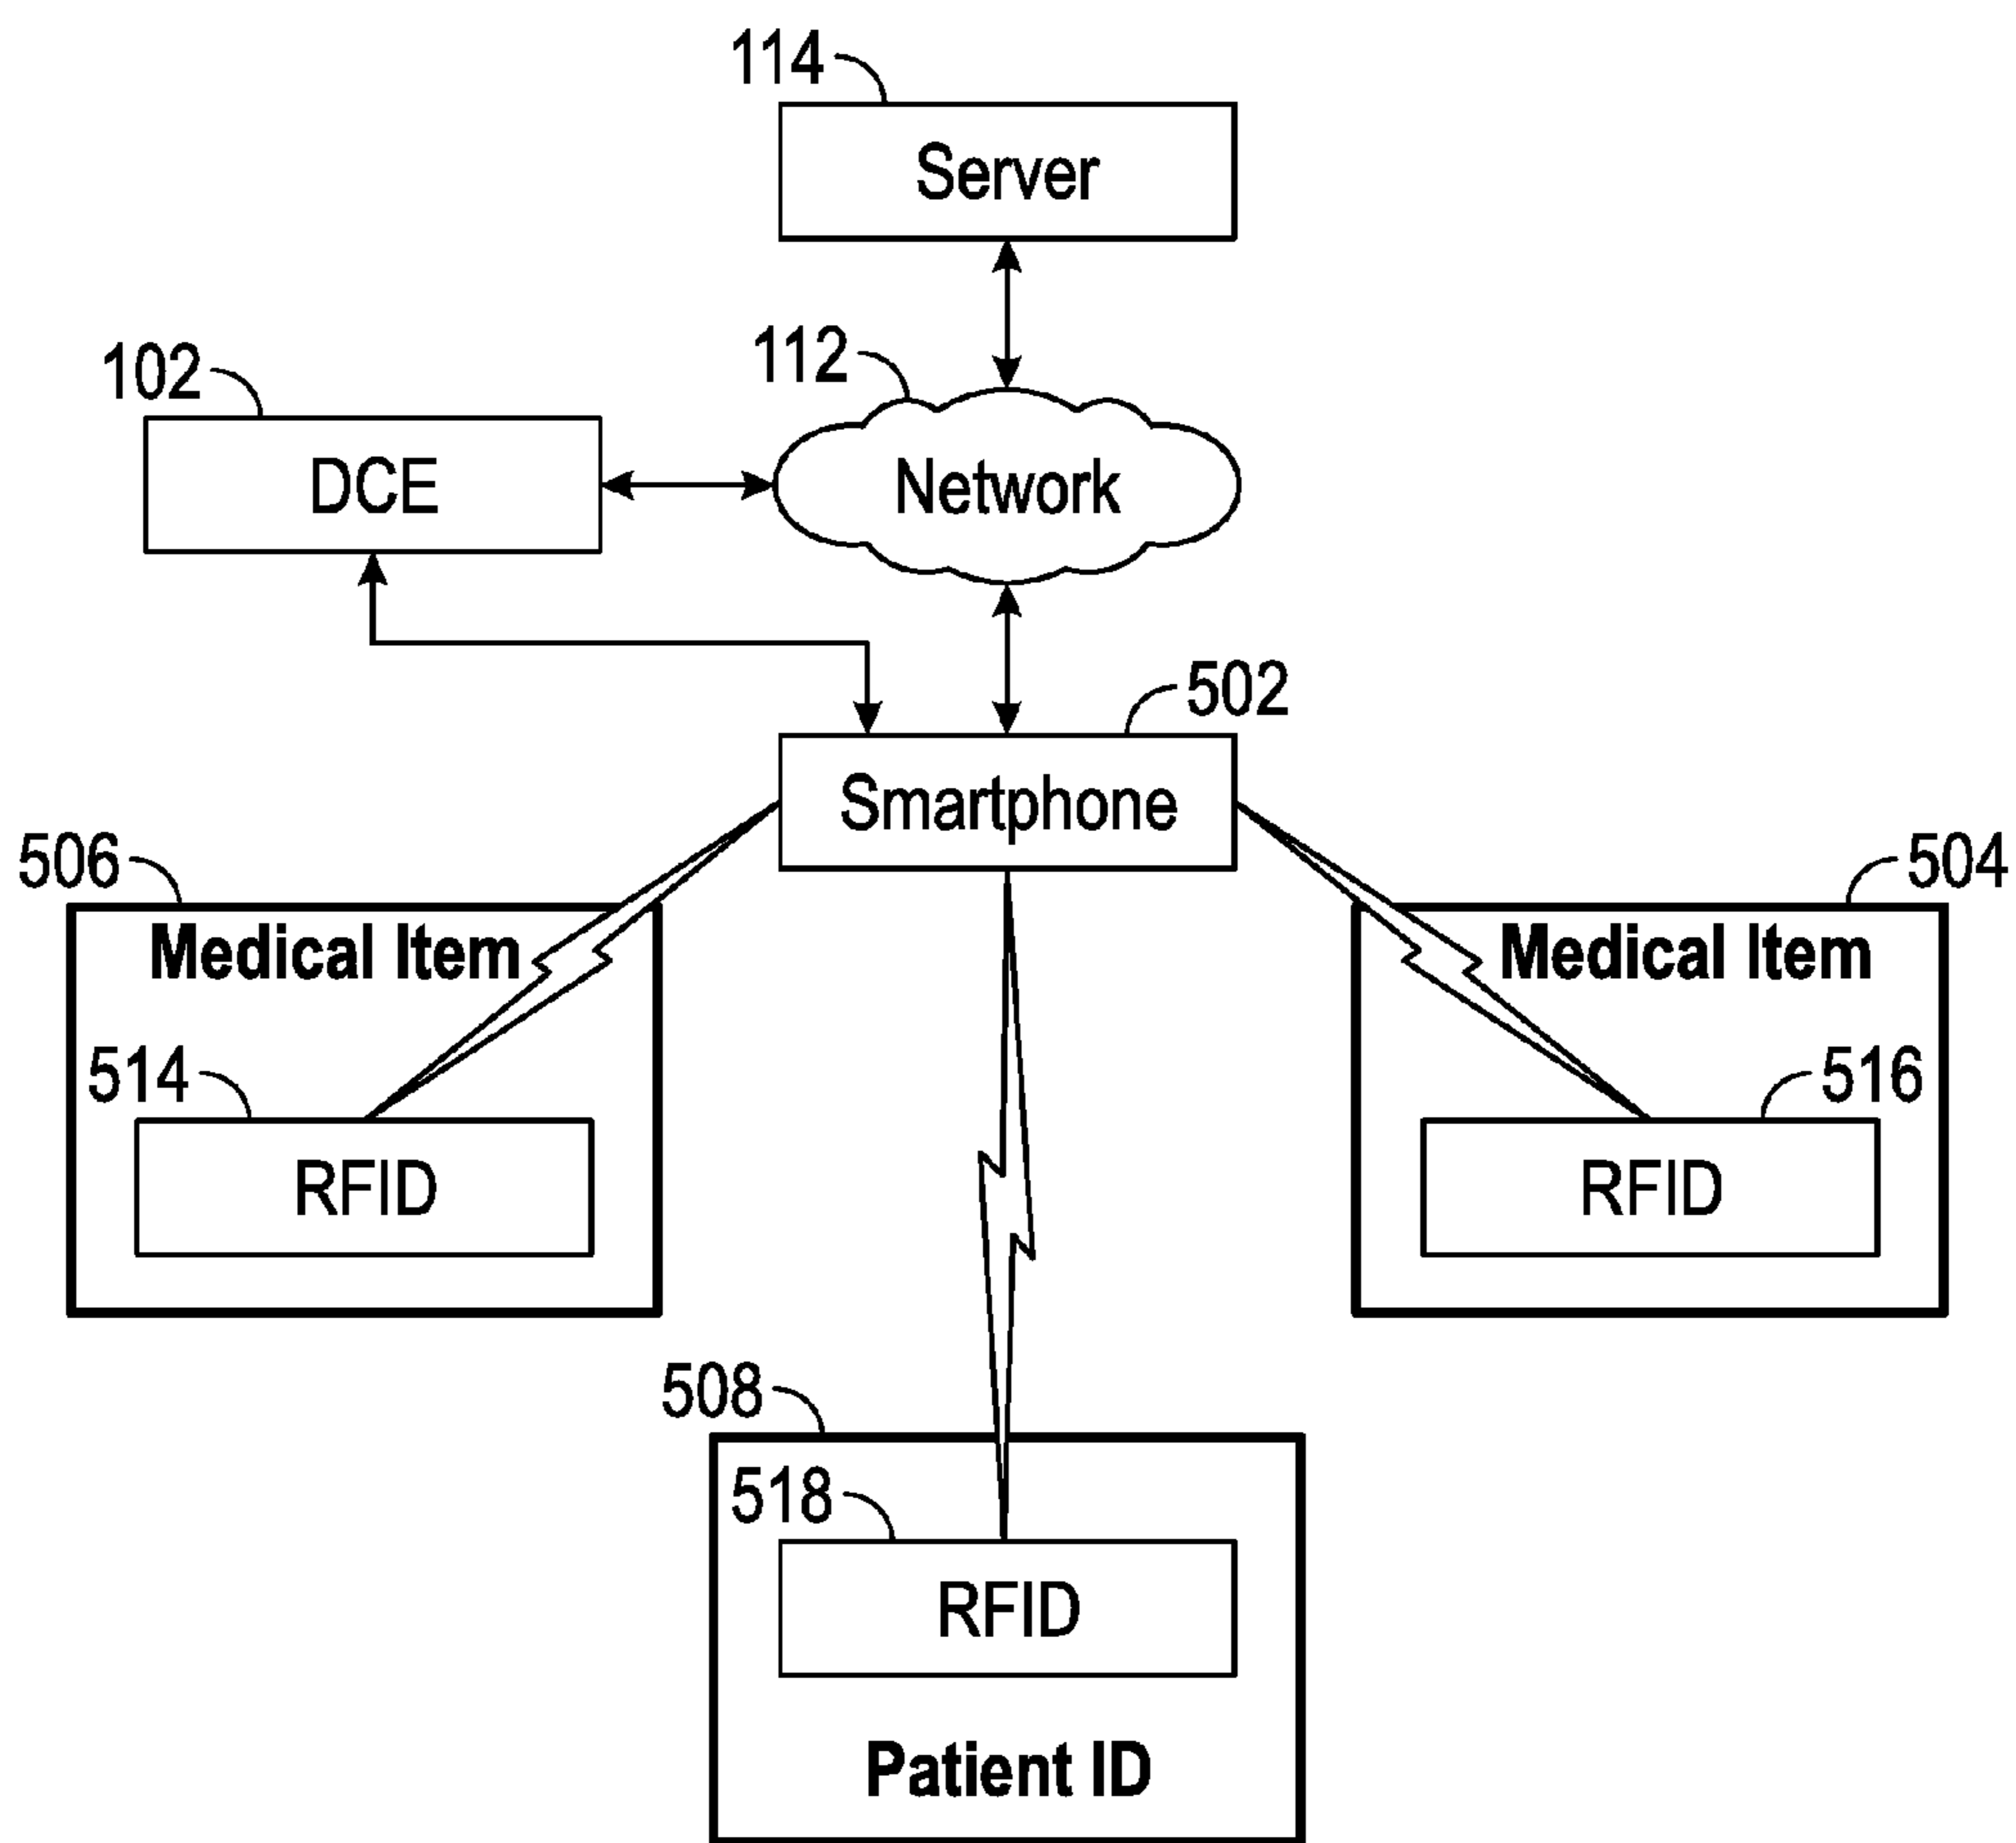 114
Server
112
Network
102
DCE
502
Smartphone
506
Medical Item
514
RFID
504
Medical Item
516
RFID
508
518
RFID
Patient ID